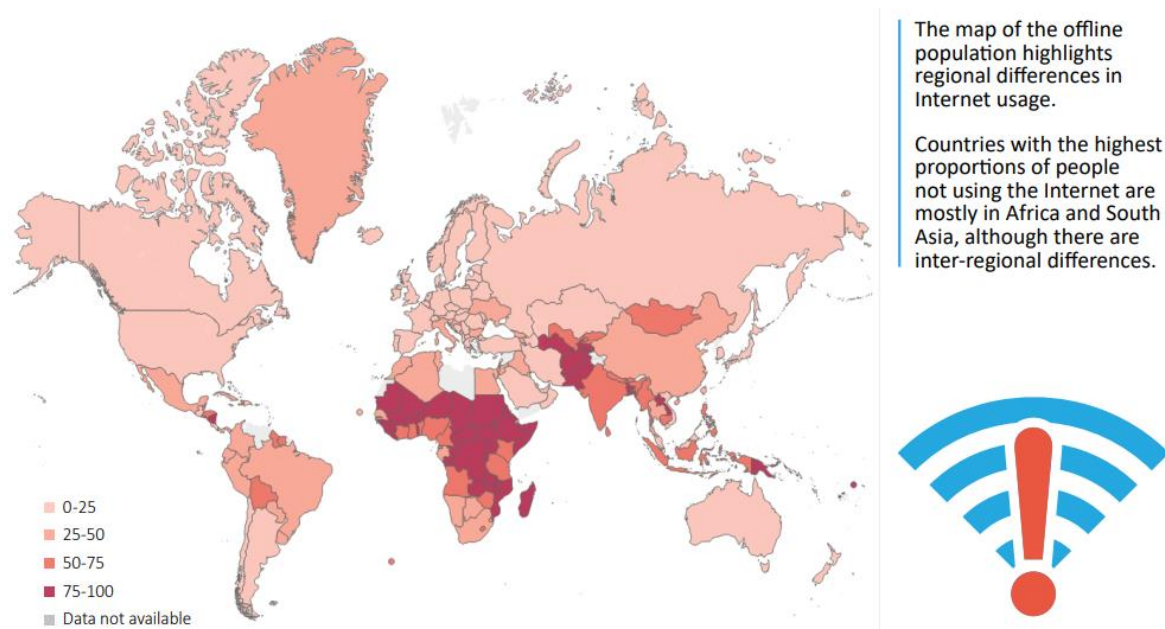 The map of the offline
population highlights
regional differences in
Internet usage.
Countries with the highest
proportions of people
not using the Internet are
mostly in Africa and South
Asia, although there are
inter-regional differences.
0-25
25-50
50-75
75-100
Data not available